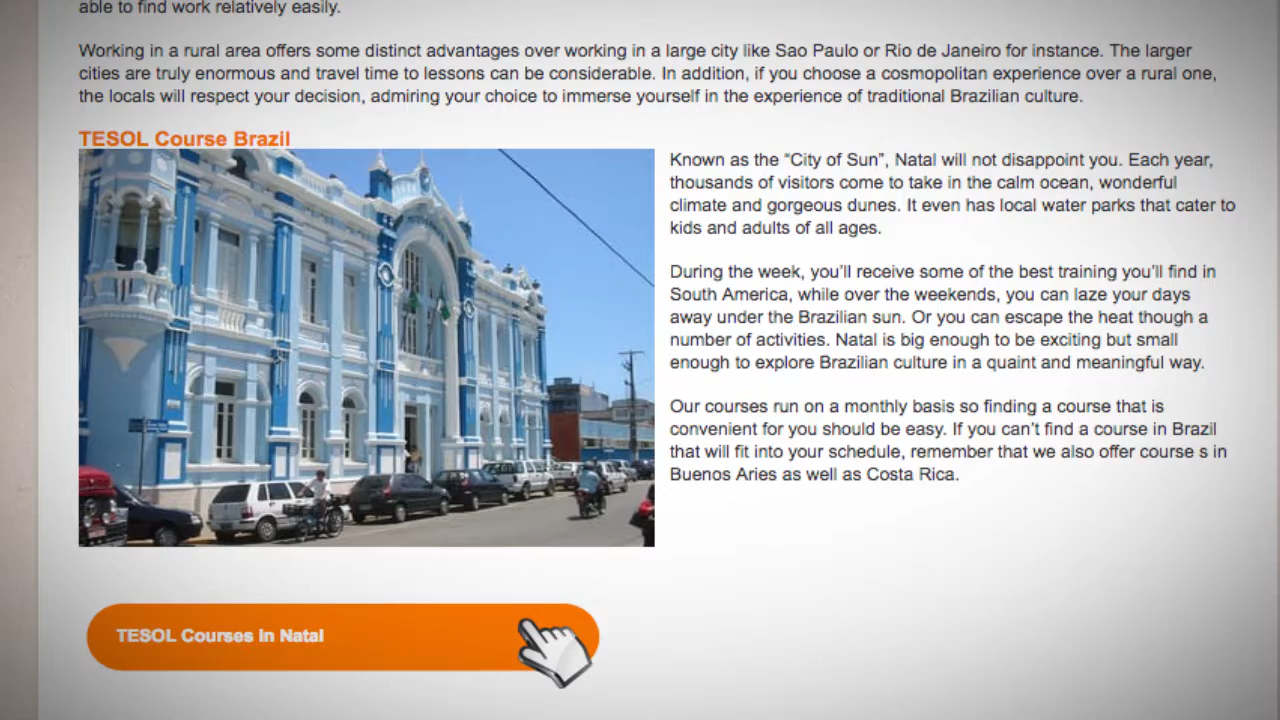 able to find work relatively easily.
Working in a rural area offers some distinct advantages over working in a large city like Sao Paulo or Rio de Janeiro for instance. The larger
cities are truly enormous and travel time to lessons can be considerable. In addition, if you choose a cosmopolitan experience over a rural one,
the locals will respect your decision, admiring your choice to immerse yourself in the experience of traditional Brazilian culture.
TESOL Course Brazil
Known as the “City of Sun”, Natal will not disappoint you. Each year,
thousands of visitors come to take in the calm ocean, wonderful
climate and gorgeous dunes. It even has local water parks that cater to
kids and adults of all ages.
During the week, you’ll receive some of the best training you’ll find in
South America, while over the weekends, you can laze your days
away under the Brazilian sun. Or you can escape the heat though a
number of activities. Natal is big enough to be exciting but small
enough to explore Brazilian culture in a quaint and meaningful way.
Our courses run on a monthly basis so finding a course that is
convenient for you should be easy. If you can’t find a course in Brazil
that will fit into your schedule, remember that we also offer course s in
Buenos Aries as well as Costa Rica.
TESOL Courses In Natal